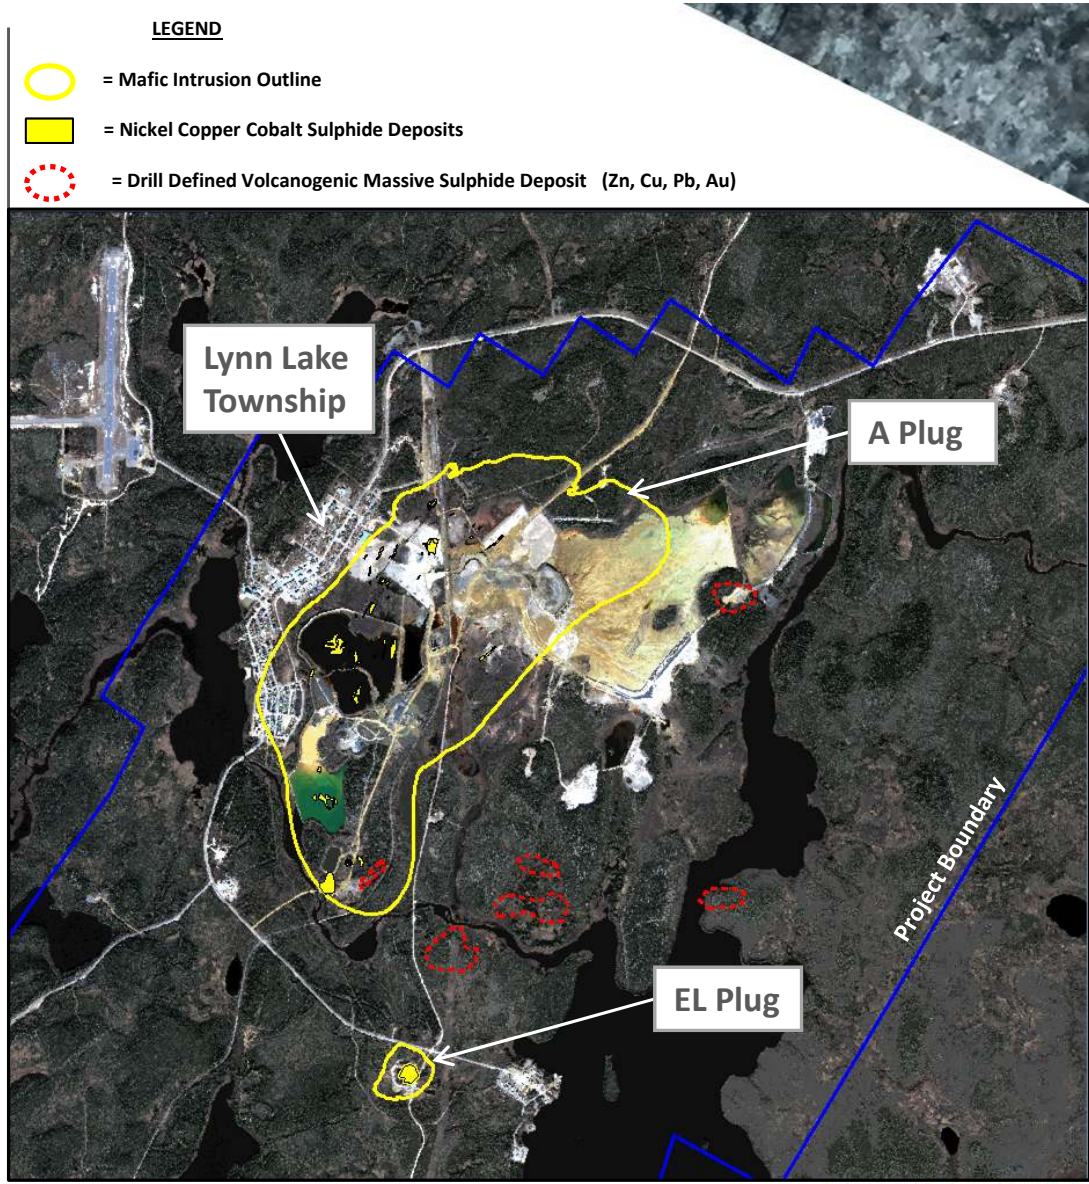 LEGEND
= Mafic Intrusion Outline
= Nickel Copper Cobalt Sulphide Deposits
= Drill Defined Volcanogenic Massive Sulphide Deposit (Zn, Cu, Pb, Au)
Lynn Lake
Township
A Plug
Project Boundary
EL Plug